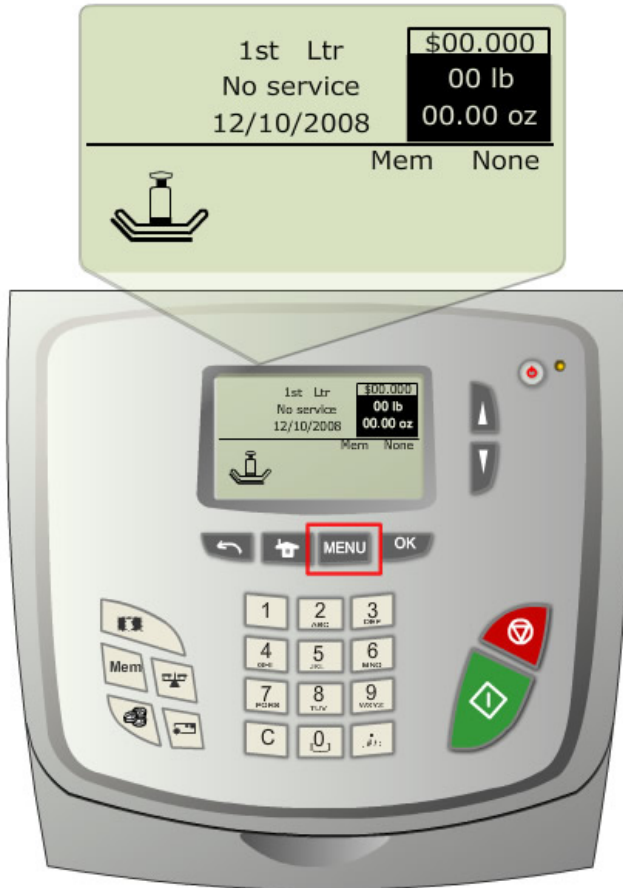 1st Ltr $00.000
No service 00 lb
12/10/2008 00.00 oz
Mem None
1st Ltr $00.000
No service 00 lb
12/10/2008 00.00 oz
Mem None
MENU OK
1 2 3
ABC DEF
4 5 6
GHI JKL MNO
Mem
7 8 9
PQRS TUV WXYZ
C 0